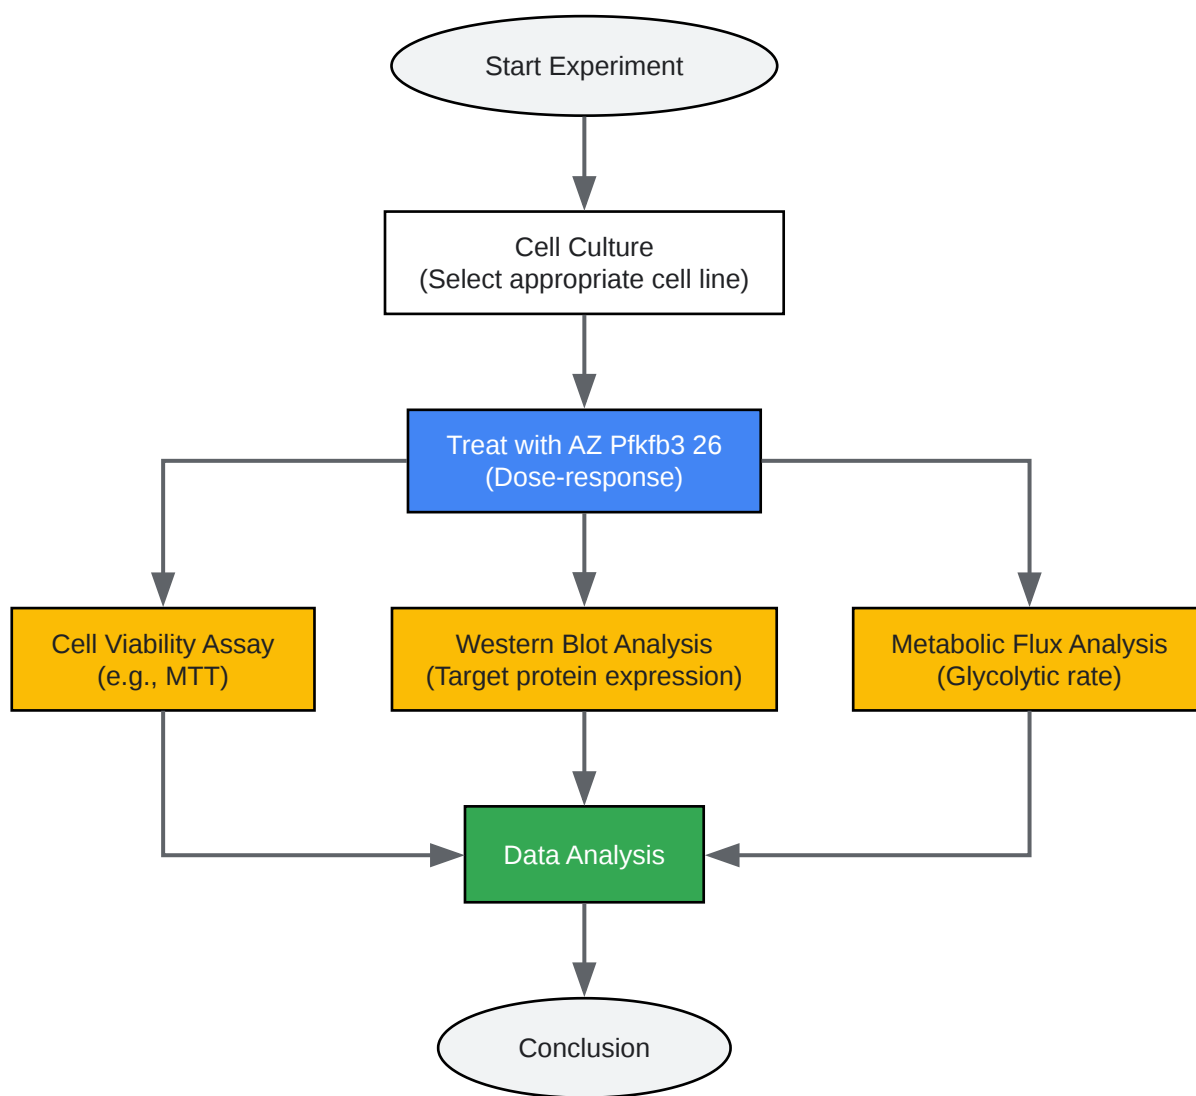 Start Experiment
Cell Culture
(Select appropriate cell line)
Treat with AZ Pfkfb3 26
(Dose-response)
Cell Viability Assay
(e.g., MTT)
Western Blot Analysis
(Target protein expression)
Metabolic Flux Analysis
(Glycolytic rate)
Data Analysis
Conclusion